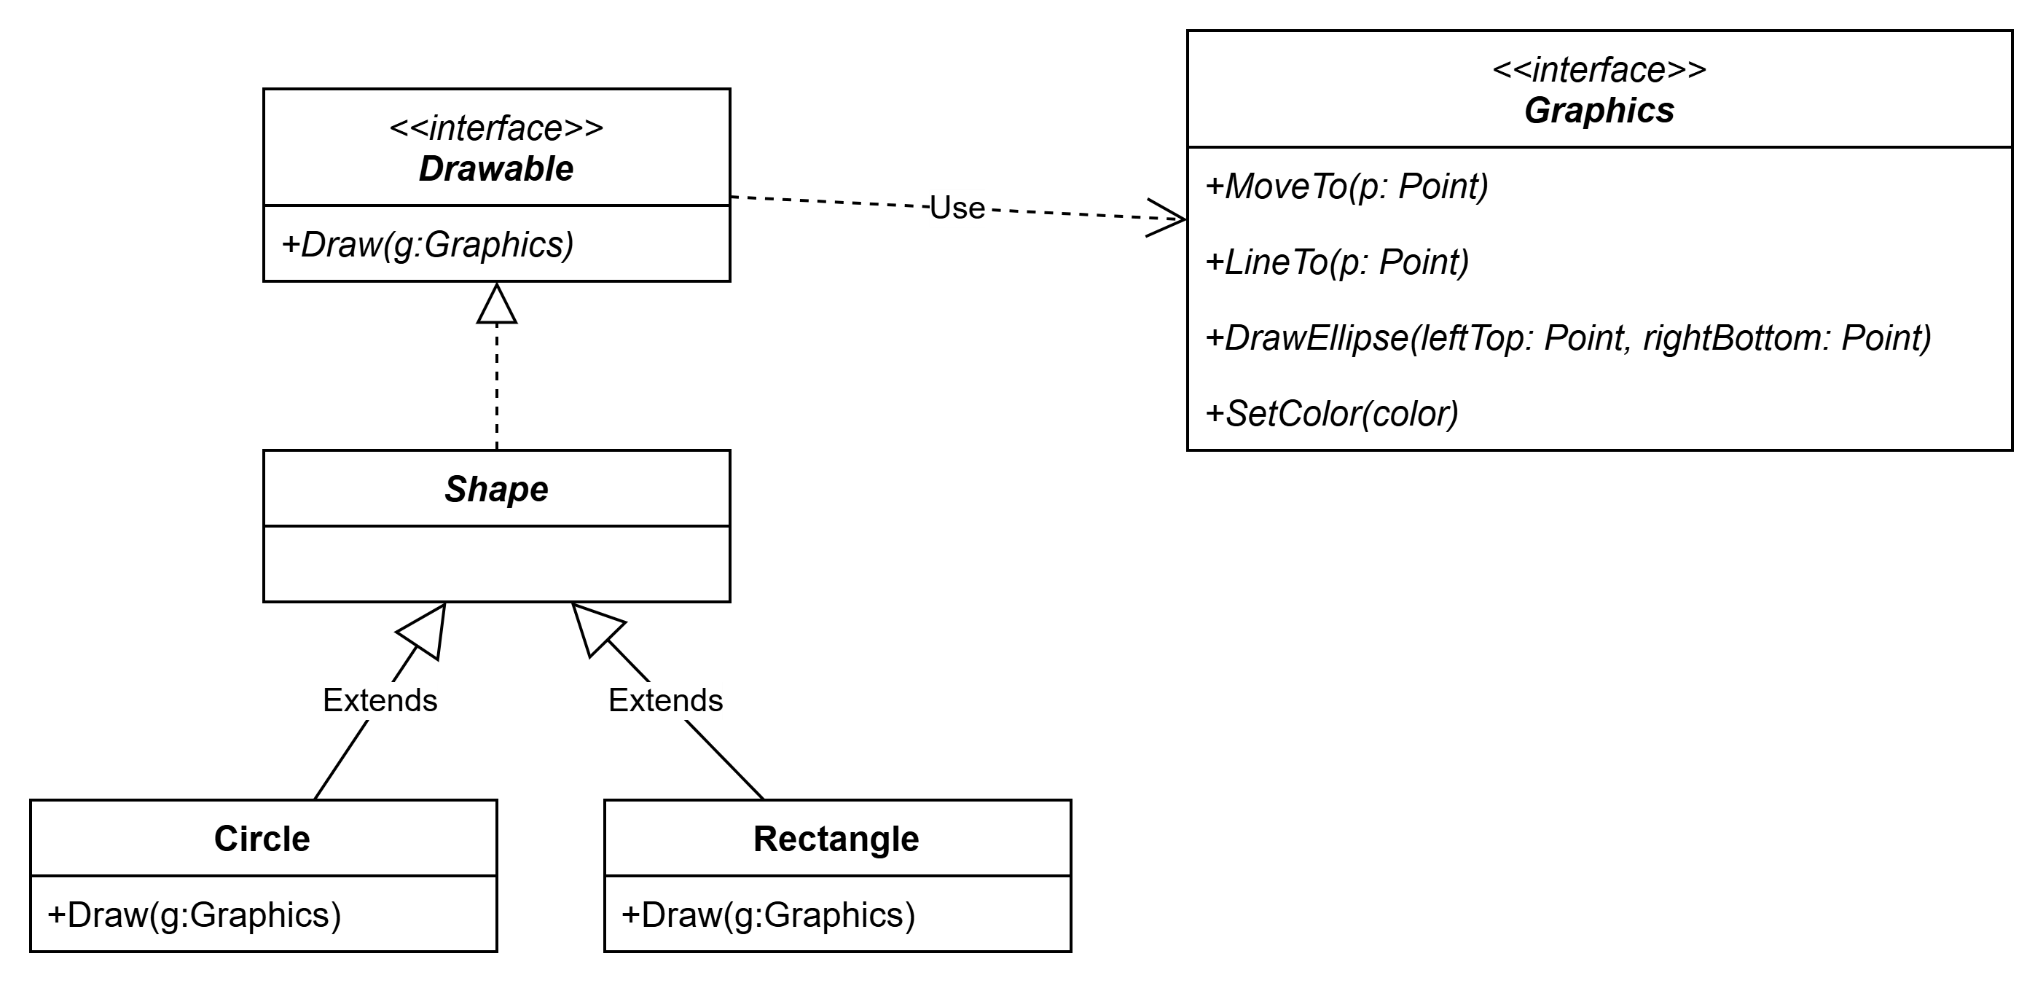 <<interface>>
Drawable
+Draw(g:Graphics)
Use
<<interface>>
Graphics
+MoveTo(p: Point)
+LineTo(p: Point)
+DrawEllipse(leftTop: Point, rightBottom: Point)
+SetColor(color)
Shape
Extends
Extends
Circle
+Draw(g:Graphics)
Rectangle
+Draw(g:Graphics)